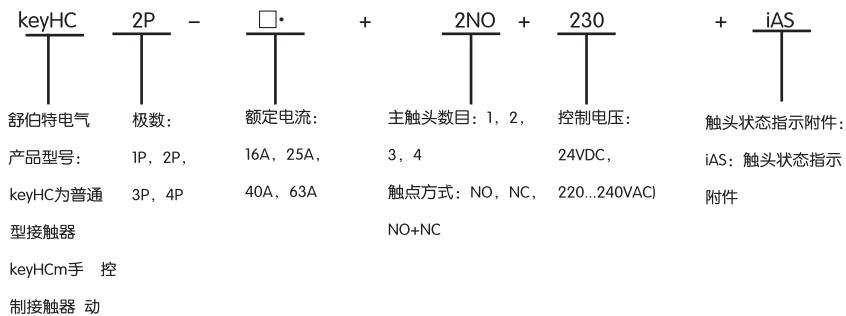 keyHC 2P - □· + 2NO + 230 + iAS
舒伯特电气
产品型号：
keyHC为普通
型接触器
keyHCm手 控
制接触器 动
极数：
1P，2P，
3P，4P
额定电流：
16A，25A，
40A，63A
主触头数目：1，2，
3，4
触点方式：NO，NC，
NO+NC
控制电压：
24VDC，
220...240VAC)
触头状态指示附件：
iAS：触头状态指示
附件